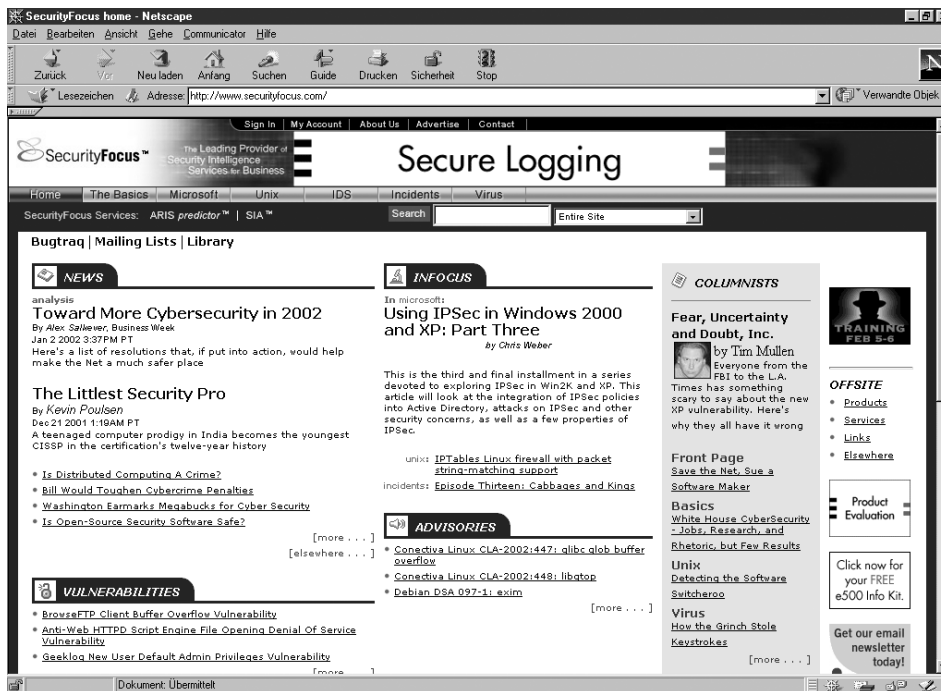 SecurityFocus home - Netscape
Datei Bearbeiten Ansicht Gehe Communicator Hilfe
Zurück Vor Neu laden Anfang Suchen Guide Drucken Sicherheit Stop
Lesezeichen Adresse: http://www.securityfocus.com/ Verwandte Objek
Sign In | My Account | About Us | Advertise | Contact |
SecurityFocus™
The Leading Provider of
Security Intelligence
Services for Business
Secure Logging
Home The Basics Microsoft Unix IDS Incidents Virus
SecurityFocus Services: ARIS predictor™ | SIA™
Search
Entire Site
Bugtraq | Mailing Lists | Library
NEWS
analysis
Toward More Cybersecurity in 2002
By Alex Salkever, Business Week
Jan 2 2002 3:37PM PT
Here's a list of resolutions that, if put into action, would help
make the Net a much safer place
The Littlest Security Pro
By Kevin Poulsen
Dec 21 2001 1:19AM PT
A teenaged computer prodigy in India becomes the youngest
CISSP in the certification's twelve-year history
Is Distributed Computing A Crime?
Bill Would Toughen Cybercrime Penalties
Washington Earmarks Megabucks for Cyber Security
Is Open-Source Security Software Safe?
[more . . . ]
[elsewhere . . . ]
VULNERABILITIES
BrowseFTP Client Buffer Overflow Vulnerability
Anti-Web HTTPD Script Engine File Opening Denial Of Service
Vulnerability
Geeklog New User Default Admin Privileges Vulnerability
[more
INFOCUS
In microsoft:
Using IPSec in Windows 2000
and XP: Part Three
by Chris Weber
This is the third and final installment in a series
devoted to exploring IPSec in Win2K and XP. This
article will look at the integration of IPSec policies
into Active Directory, attacks on IPSec and other
security concerns, as well as a few properties of
IPSec.
unix: IPTables Linux firewall with packet
string-matching support
incidents: Episode Thirteen: Cabbages and Kings
ADVISORIES
Conectiva Linux CLA-2002:447: glibc glob buffer
overflow
Conectiva Linux CLA-2002:448: libgtop
Debian DSA 097-1: exim
[more . . . ]
COLUMNISTS
Fear, Uncertainty
and Doubt, Inc.
by Tim Mullen
Everyone from the
FBI to the L.A.
Times has something
scary to say about the new
XP vulnerability. Here's
why they all have it wrong
Front Page
Save the Net, Sue a
Software Maker
Basics
White House CyberSecurity
- Jobs, Research, and
Rhetoric, but Few Results
Unix
Detecting the Software
Switcheroo
Virus
How the Grinch Stole
Keystrokes
[more . . . ]
TRAINING
FEB 5-6
OFFSITE
Products
Services
Links
Elsewhere
Product
Evaluation
Click now for
your FREE
e500 Info Kit.
Get our email
newsletter
today!
Dokument: Übermittelt